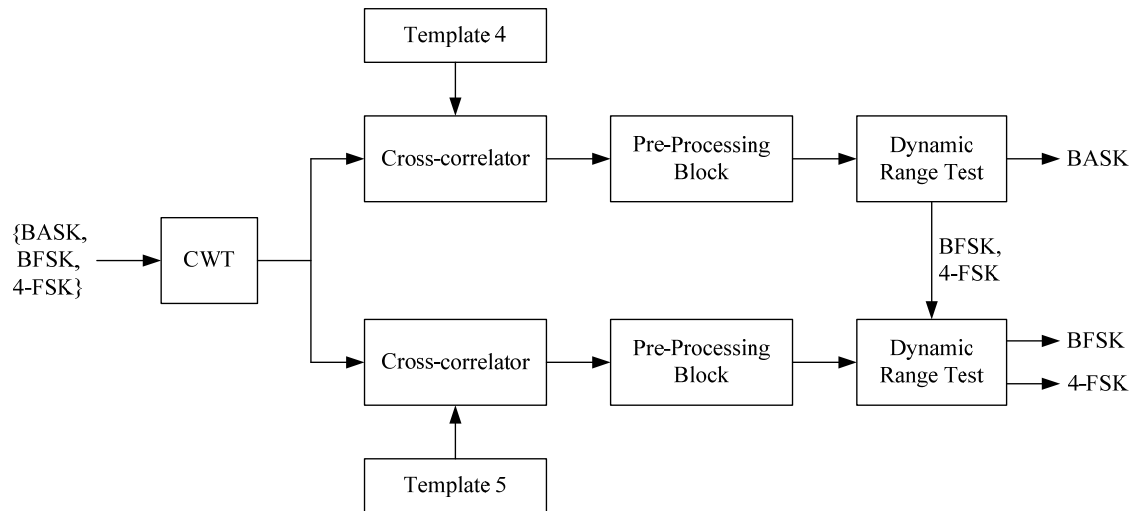 Template 4
Cross-correlator
Pre-Processing
Block
Dynamic
Range Test
BASK
{BASK,
BFSK,
4-FSK}
CWT
BFSK,
4-FSK
Cross-correlator
Pre-Processing
Block
Dynamic
Range Test
BFSK
4-FSK
Template 5